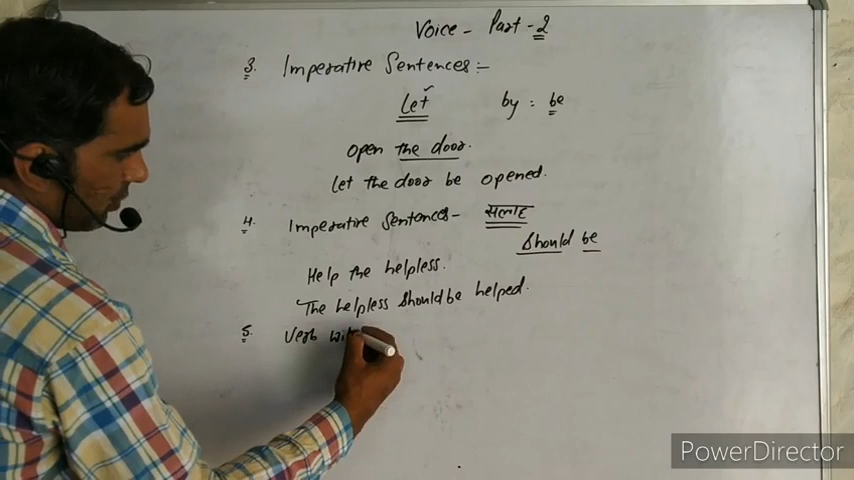 Voice - Part - 2
3. Imperative Sentences :-
Let by : be
Open the door.
Let the door be opened.
4. Imperative Sentences - सलाह
Should be
Help the helpless.
The helpless should be helped.
5. Verb
PowerDirector